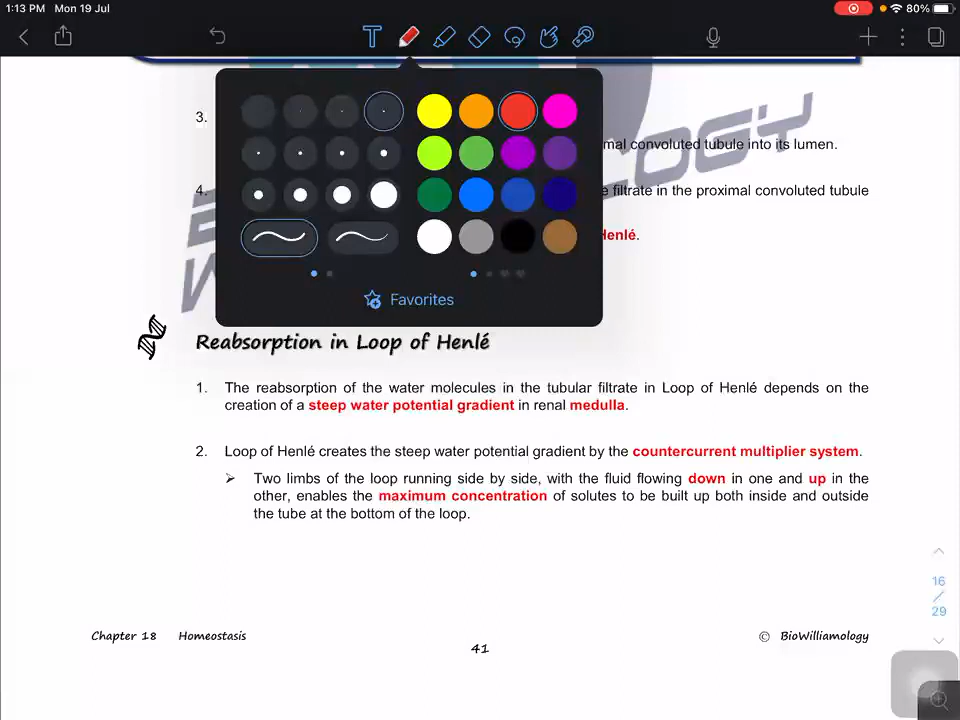 1:13 PM Mon 19 Jul
80%
T
3.
mal convoluted tubule into its lumen.
4.
e filtrate in the proximal convoluted tubule
Henlé.
Favorites
Reabsorption in Loop of Henlé
1. The reabsorption of the water molecules in the tubular filtrate in Loop of Henlé depends on the
creation of a steep water potential gradient in renal medulla.
2. Loop of Henlé creates the steep water potential gradient by the countercurrent multiplier system.
➢ Two limbs of the loop running side by side, with the fluid flowing down in one and up in the
other, enables the maximum concentration of solutes to be built up both inside and outside
the tube at the bottom of the loop.
16
/
29
Chapter 18 Homeostasis
© BioWilliamology
41